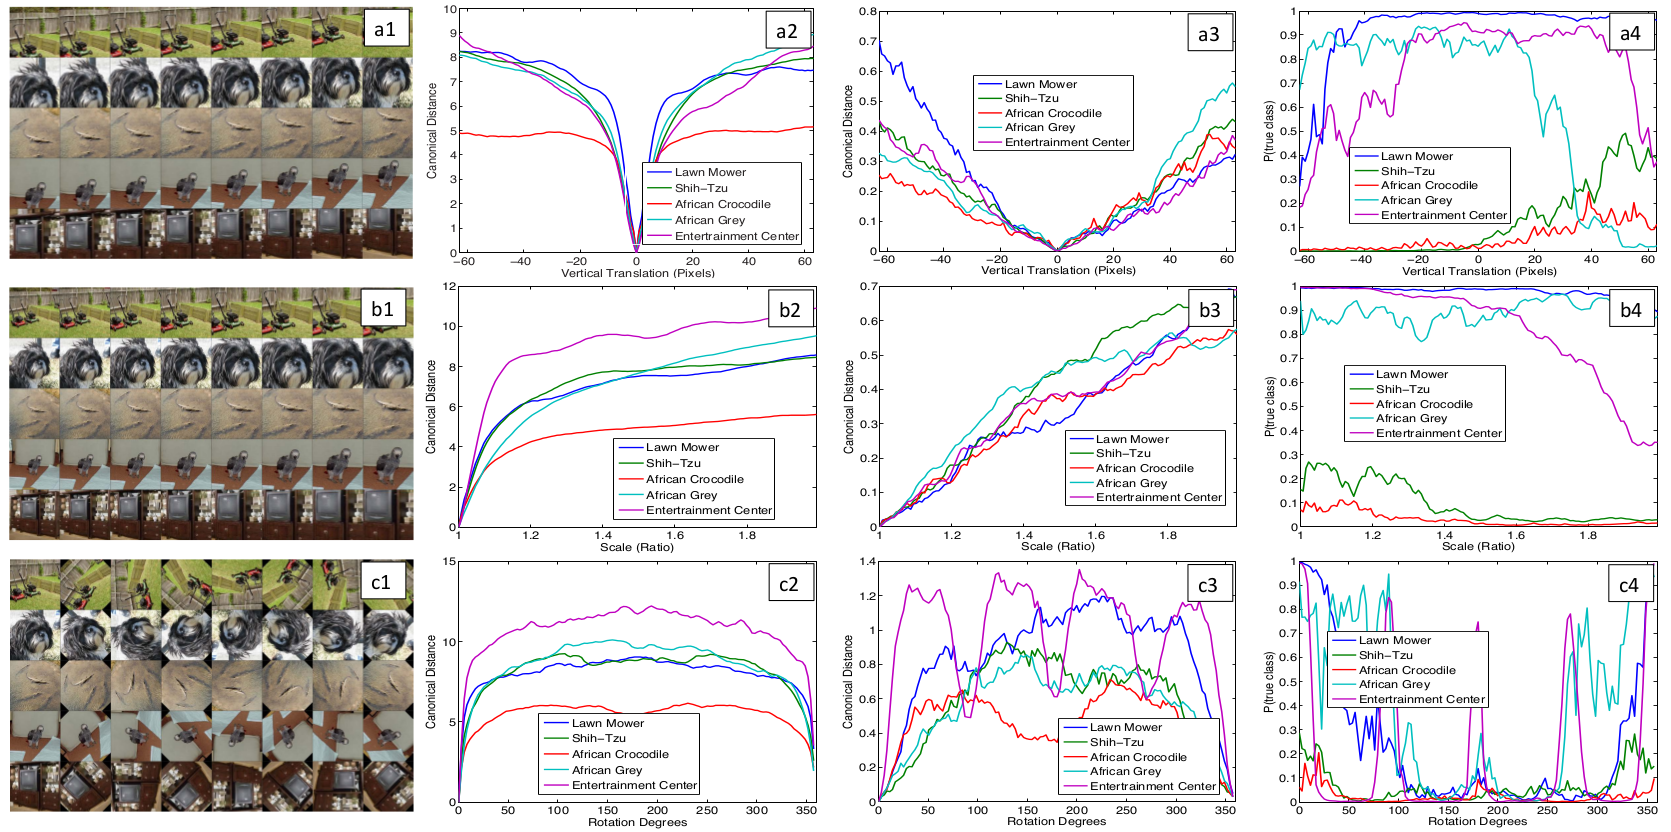 a1
10
9
8
7
6
5
4
3
2
1
0
Canonical Distance
a2
Lawn Mower
Shih−Tzu
African Crocodile
African Grey
Entertrainment Center
−60 −40 −20 0 20 40 60
Vertical Translation (Pixels)
0.8
0.7
0.6
0.5
0.4
0.3
0.2
0.1
0
Canonical Distance
a3
Lawn Mower
Shih−Tzu
African Crocodile
African Grey
Entertrainment Center
−60 −40 −20 0 20 40 60
Vertical Translation (Pixels)
1
0.9
0.8
0.7
0.6
0.5
0.4
0.3
0.2
0.1
0
P(true class)
a4
Lawn Mower
Shih−Tzu
African Crocodile
African Grey
Entertrainment Center
−60 −40 −20 0 20 40 60
Vertical Translation (Pixels)
b1
12
10
8
6
4
2
0
Canonical Distance
b2
Lawn Mower
Shih−Tzu
African Crocodile
African Grey
Entertrainment Center
1 1.2 1.4 1.6 1.8
Scale (Ratio)
0.7
0.6
0.5
0.4
0.3
0.2
0.1
0
Canonical Distance
b3
Lawn Mower
Shih−Tzu
African Crocodile
African Grey
Entertrainment Center
1 1.2 1.4 1.6 1.8
Scale (Ratio)
1
0.9
0.8
0.7
0.6
0.5
0.4
0.3
0.2
0.1
0
P(true class)
b4
Lawn Mower
Shih−Tzu
African Crocodile
African Grey
Entertrainment Center
1 1.2 1.4 1.6 1.8
Scale (Ratio)
c1
15
10
5
0
Canonical Distance
c2
Lawn Mower
Shih−Tzu
African Crocodile
African Grey
Entertrainment Center
0 50 100 150 200 250 300 350
Rotation Degrees
1.4
1.2
1
0.8
0.6
0.4
0.2
0
Canonical Distance
c3
Lawn Mower
Shih−Tzu
African Crocodile
African Grey
Entertrainment Center
0 50 100 150 200 250 300 350
Rotation Degrees
1
0.9
0.8
0.7
0.6
0.5
0.4
0.3
0.2
0.1
0
P(true class)
c4
Lawn Mower
Shih−Tzu
African Crocodile
African Grey
Entertrainment Center
0 50 100 150 200 250 300 350
Rotation Degrees